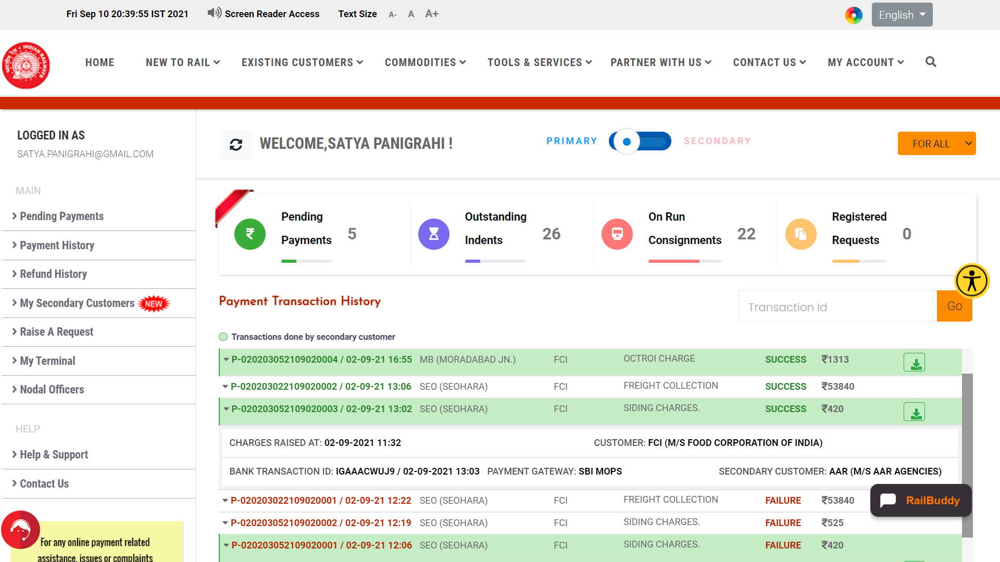 Fri Sep 10 20:39:55 IST 2021 Screen Reader Access Text Size A- A A+ English
HOME NEW TO RAIL EXISTING CUSTOMERS COMMODITIES TOOLS & SERVICES PARTNER WITH US CONTACT US MY ACCOUNT
LOGGED IN AS
SATYA.PANIGRAHI@GMAIL.COM
MAIN
Pending Payments
Payment History
Refund History
My Secondary Customers NEW
Raise A Request
My Terminal
Nodal Officers
HELP
Help & Support
Contact Us
For any online payment related
assistance, issues or complaints
WELCOME,SATYA PANIGRAHI ! PRIMARY SECONDARY FOR ALL
Pending
Payments 5
Outstanding
Indents 26
On Run
Consignments 22
Registered
Requests 0
Payment Transaction History Transaction Id Go
Transactions done by secondary customer
P-020203052109020004 / 02-09-21 16:55 MB (MORADABAD JN.) FCI OCTROI CHARGE SUCCESS ₹1313
P-020203022109020002 / 02-09-21 13:06 SEO (SEOHARA) FCI FREIGHT COLLECTION SUCCESS ₹53840
P-020203052109020003 / 02-09-21 13:02 SEO (SEOHARA) FCI SIDING CHARGES. SUCCESS ₹420
CHARGES RAISED AT: 02-09-2021 11:32 CUSTOMER: FCI (M/S FOOD CORPORATION OF INDIA)
BANK TRANSACTION ID: IGAAACWUJ9 / 02-09-2021 13:03 PAYMENT GATEWAY: SBI MOPS SECONDARY CUSTOMER: AAR (M/S AAR AGENCIES)
P-020203022109020001 / 02-09-21 12:22 SEO (SEOHARA) FCI FREIGHT COLLECTION FAILURE ₹53840
P-020203052109020002 / 02-09-21 12:19 SEO (SEOHARA) FCI SIDING CHARGES. FAILURE ₹525
P-020203052109020001 / 02-09-21 12:06 SEO (SEOHARA) FCI SIDING CHARGES. FAILURE ₹420
RailBuddy